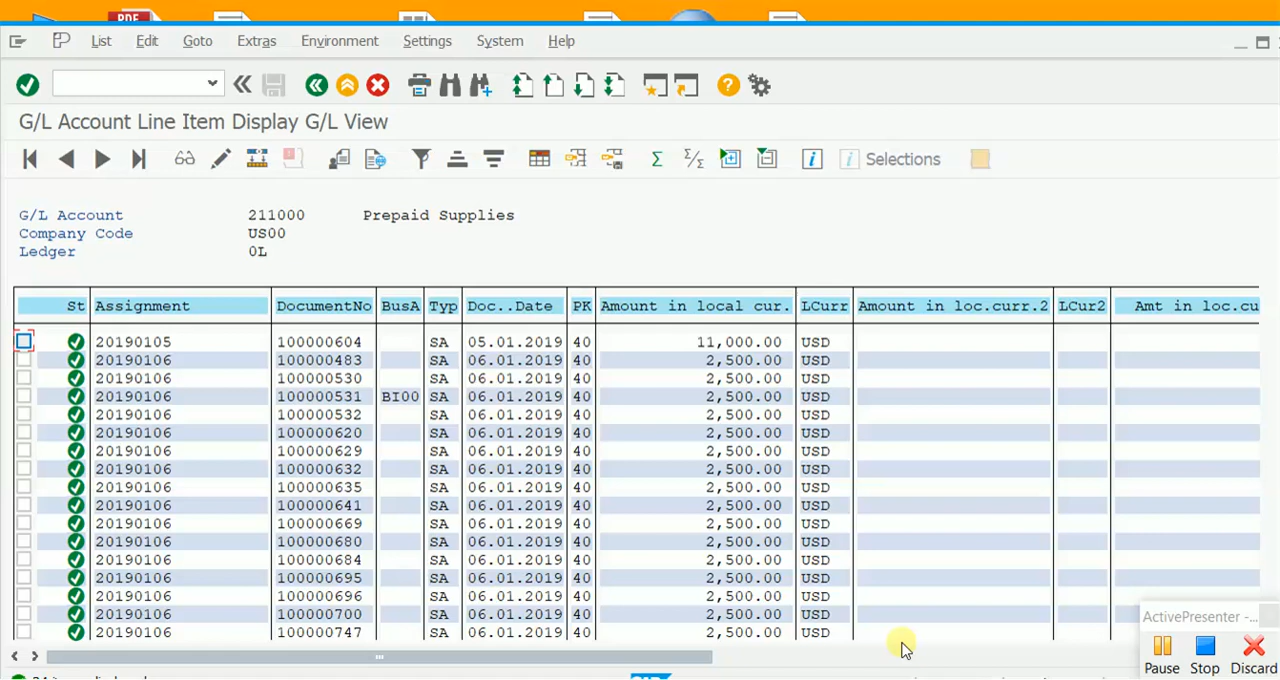 PDF
List Edit Goto Extras Environment Settings System Help
G/L Account Line Item Display G/L View
Selections
G/L Account 211000 Prepaid Supplies
Company Code US00
Ledger 0L
St Assignment DocumentNo BusA Typ Doc..Date PK Amount in local cur. LCurr Amount in loc.curr.2 LCur2 Amt in loc.cu
20190105 100000604 SA 05.01.2019 40 11,000.00 USD
20190106 100000483 SA 06.01.2019 40 2,500.00 USD
20190106 100000530 SA 06.01.2019 40 2,500.00 USD
20190106 100000531 BI00 SA 06.01.2019 40 2,500.00 USD
20190106 100000532 SA 06.01.2019 40 2,500.00 USD
20190106 100000620 SA 06.01.2019 40 2,500.00 USD
20190106 100000629 SA 06.01.2019 40 2,500.00 USD
20190106 100000632 SA 06.01.2019 40 2,500.00 USD
20190106 100000635 SA 06.01.2019 40 2,500.00 USD
20190106 100000641 SA 06.01.2019 40 2,500.00 USD
20190106 100000669 SA 06.01.2019 40 2,500.00 USD
20190106 100000680 SA 06.01.2019 40 2,500.00 USD
20190106 100000684 SA 06.01.2019 40 2,500.00 USD
20190106 100000695 SA 06.01.2019 40 2,500.00 USD
20190106 100000696 SA 06.01.2019 40 2,500.00 USD
20190106 100000700 SA 06.01.2019 40 2,500.00 USD
20190106 100000747 SA 06.01.2019 40 2,500.00 USD
ActivePresenter -...
Pause Stop Discard